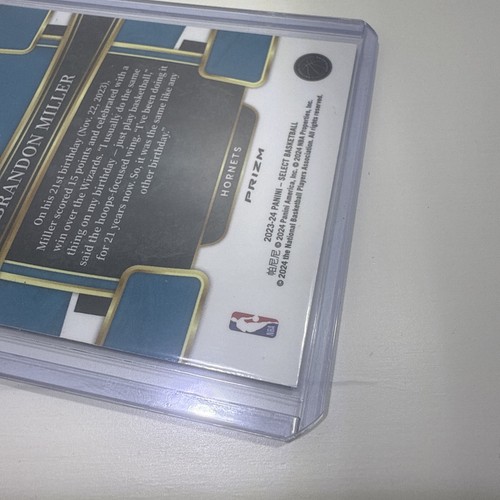 BRANDON MILLER
On his 21st birthday (Nov. 22, 2023),
Miller scored 15 points and celebrated with a
win over the Wizards. "I usually do the same
thing on my birthday — just play basketball,"
said the hoops-focused wing. "I've been doing it
for 21 years now. So, it was the same like any
other birthday."
HORNETS
PRIZM
2023-24 PANINI – SELECT BASKETBALL
帕尼尼 © 2024 Panini America, Inc. © 2024 NBA Properties, Inc.
© 2024 the National Basketball Players Association. All rights reserved.
NBA